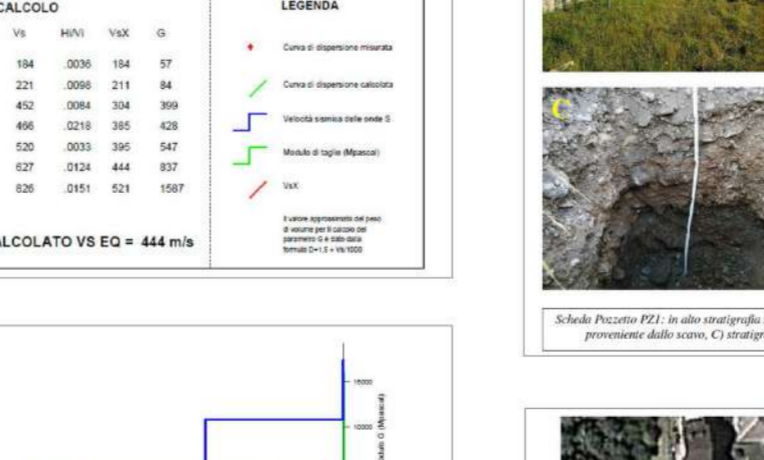 CALCOLO
Vs Hi/Vi VsX G
184 .0036 184 57
221 .0098 211 84
452 .0084 304 399
466 .0218 385 428
520 .0033 395 547
627 .0124 444 837
826 .0151 521 1587
ALCOLATO VS EQ = 444 m/s
LEGENDA
Curva di dispersione misurata
Curva di dispersione calcolata
Velocità sismica delle onde S
Modulo di taglio (Mpascal)
VsX
Il valore approssimato del peso
di volume per il calcolo del
parametro G è dato dalla
formula D=1,5 + Vs/1000
15000
10000
dulo G (Mpascal)
C
Scheda Pozzetto PZ1: in alto stratigrafia
proveniente dallo scavo, C) stratigr